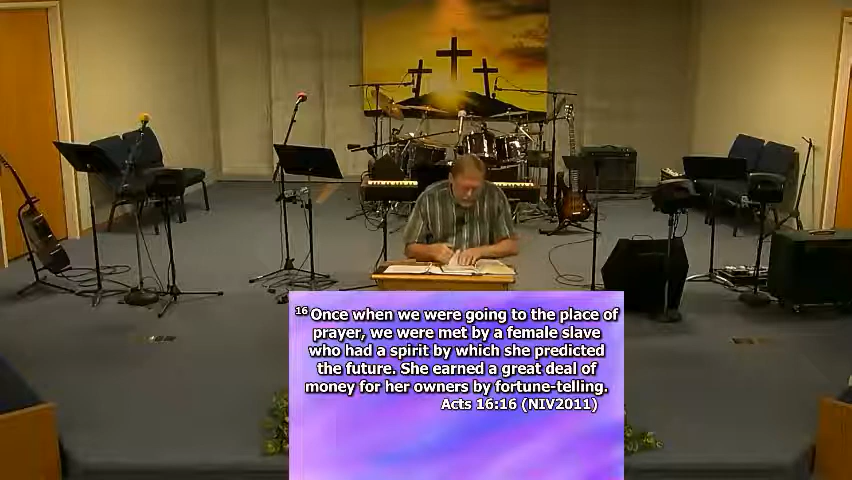 16 Once when we were going to the place of
prayer, we were met by a female slave
who had a spirit by which she predicted
the future. She earned a great deal of
money for her owners by fortune-telling.
Acts 16:16 (NIV2011)